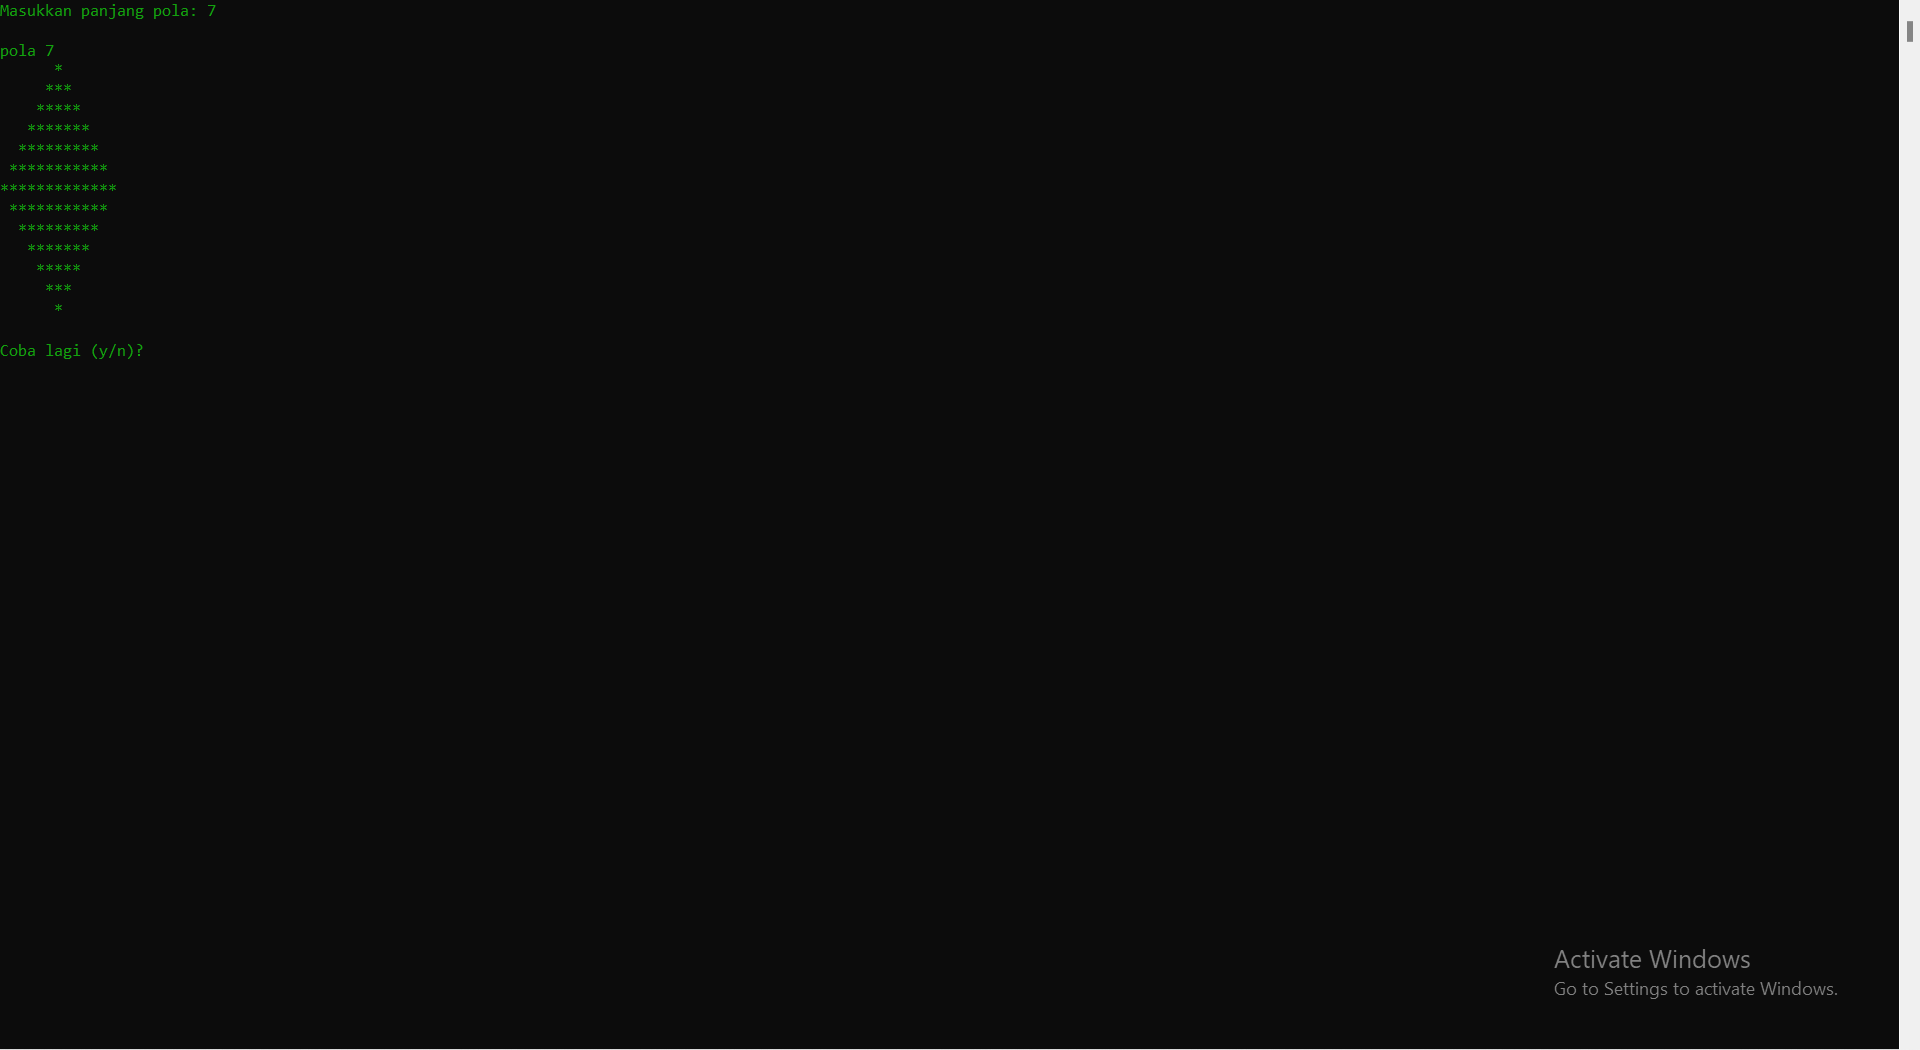 Masukkan panjang pola: 7
pola 7
      *
     ***
    *****
   *******
  *********
 ***********
*************
 ***********
  *********
   *******
    *****
     ***
      *
Coba lagi (y/n)?
Activate Windows
Go to Settings to activate Windows.